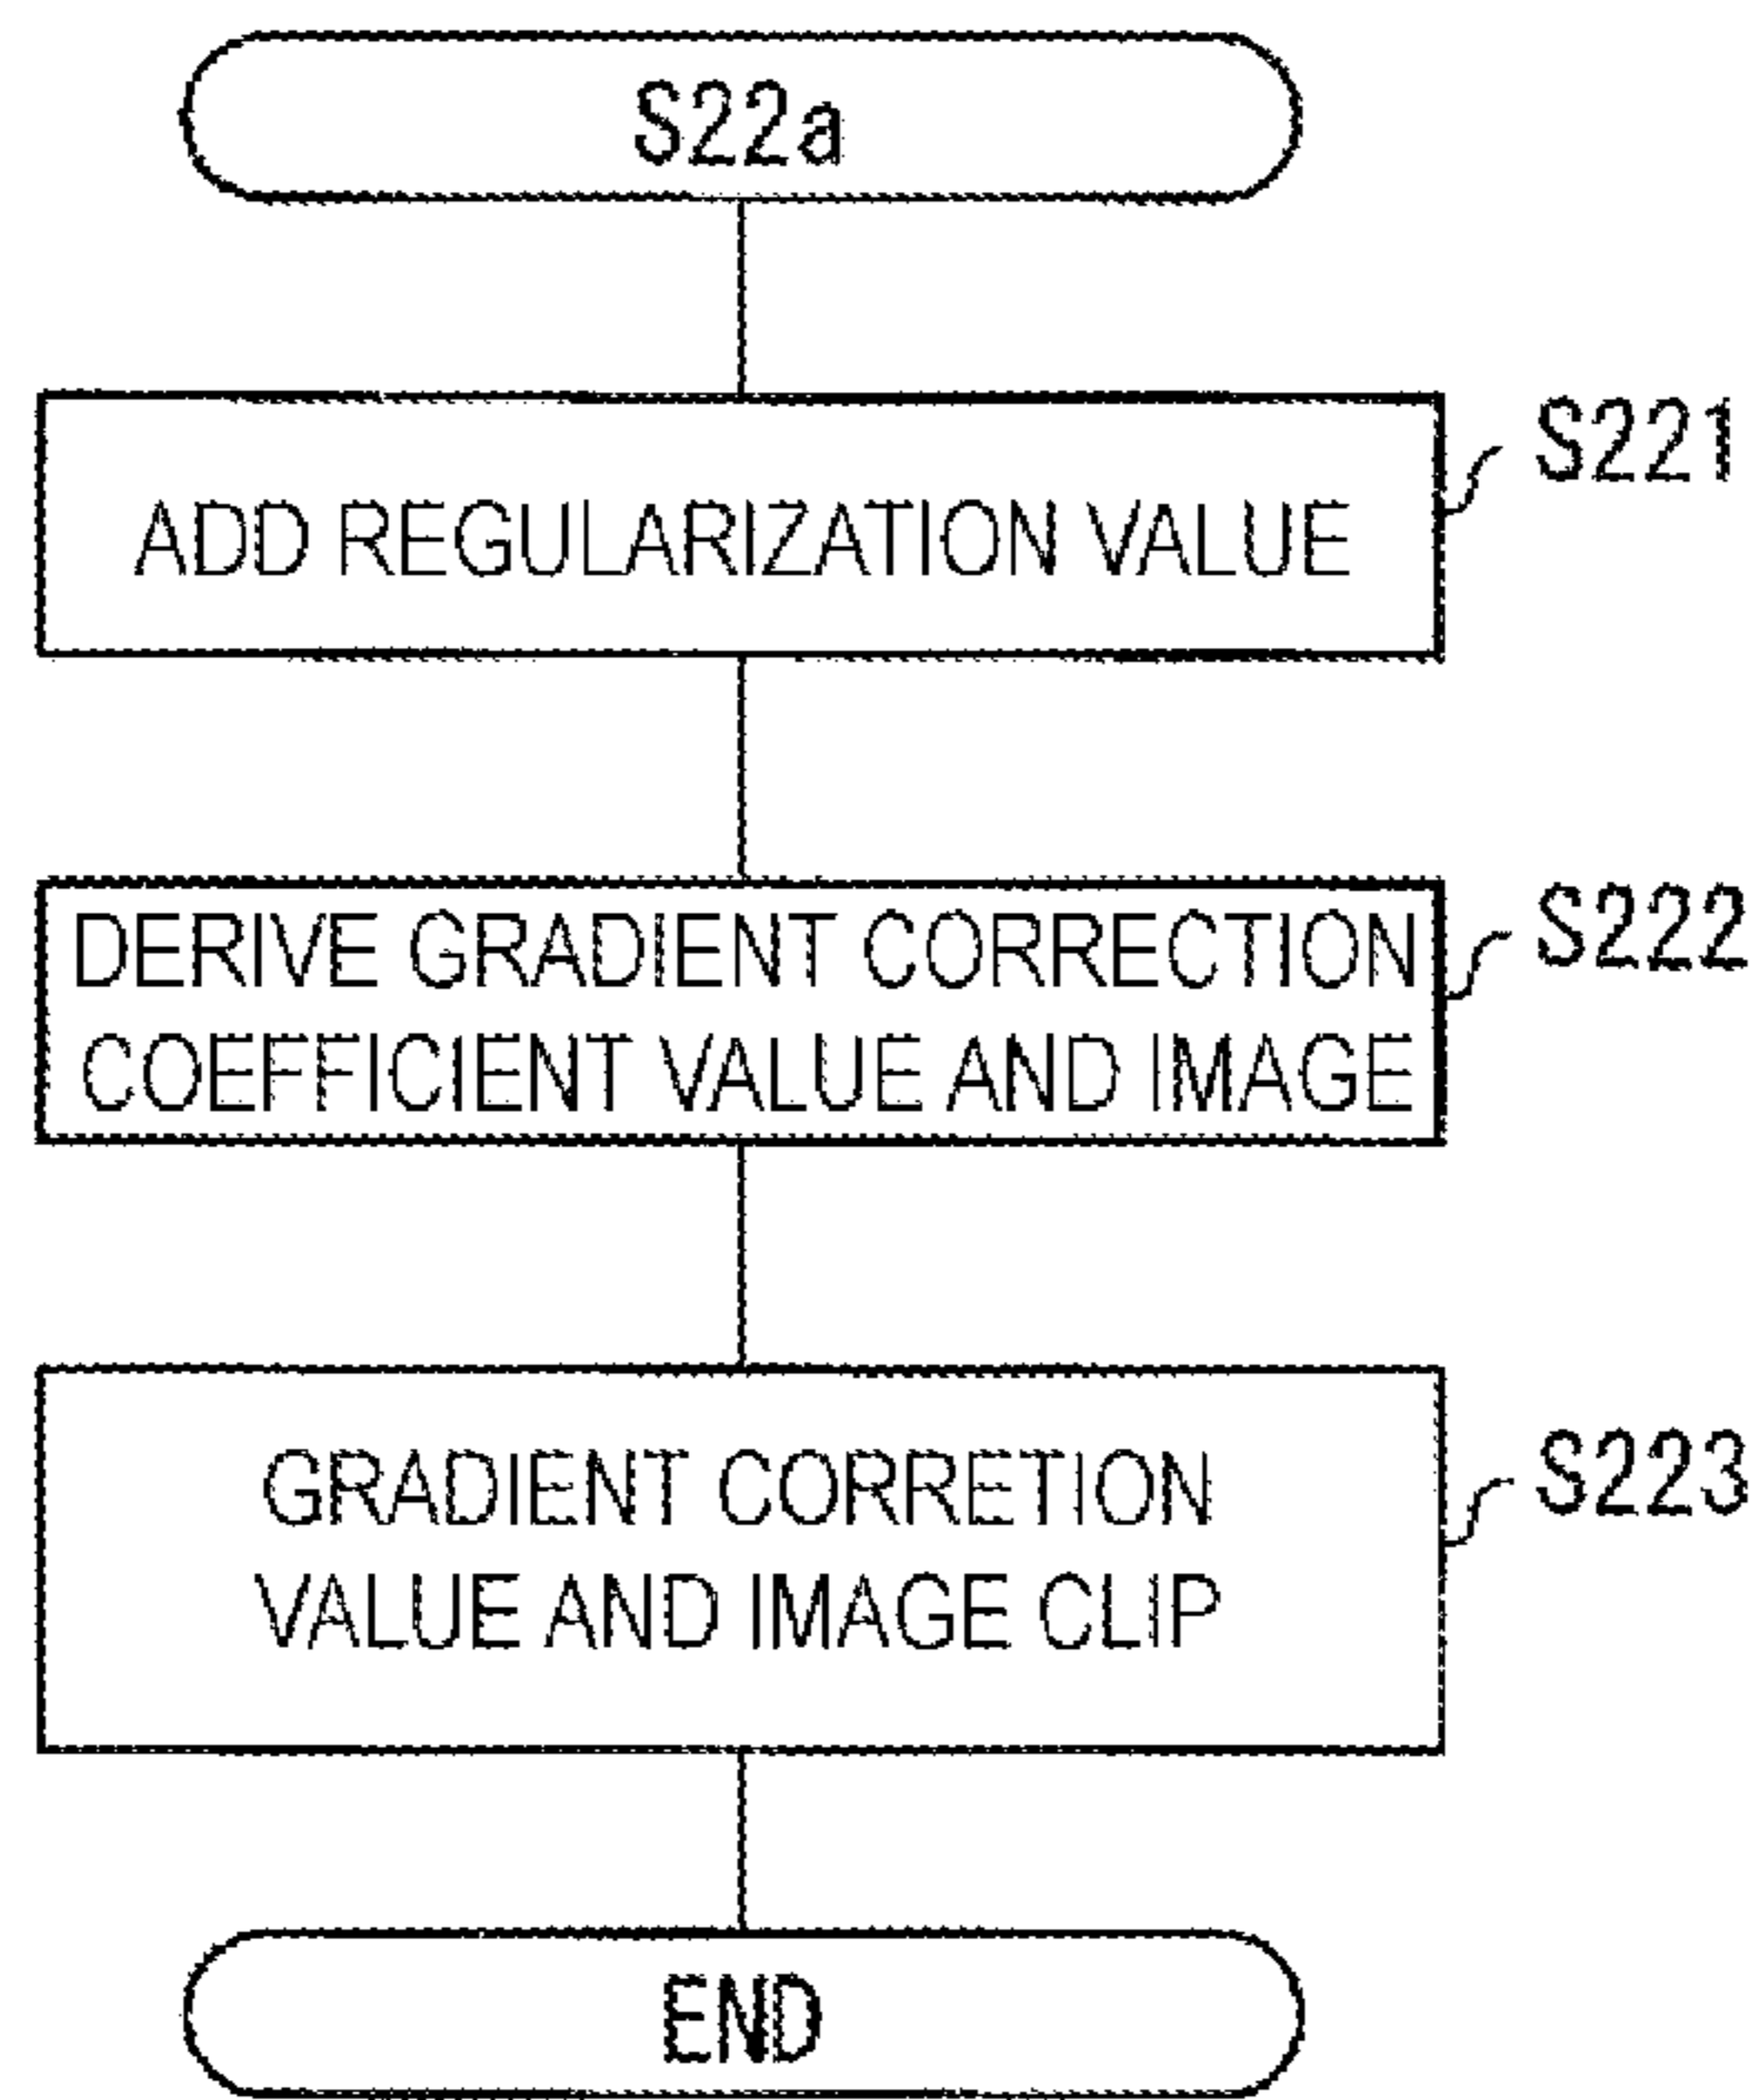 S22a
ADD REGULARIZATION VALUE
S221
DERIVE GRADIENT CORRECTION
COEFFICIENT VALUE AND IMAGE
S222
GRADIENT CORRETION
VALUE AND IMAGE CLIP
S223
END